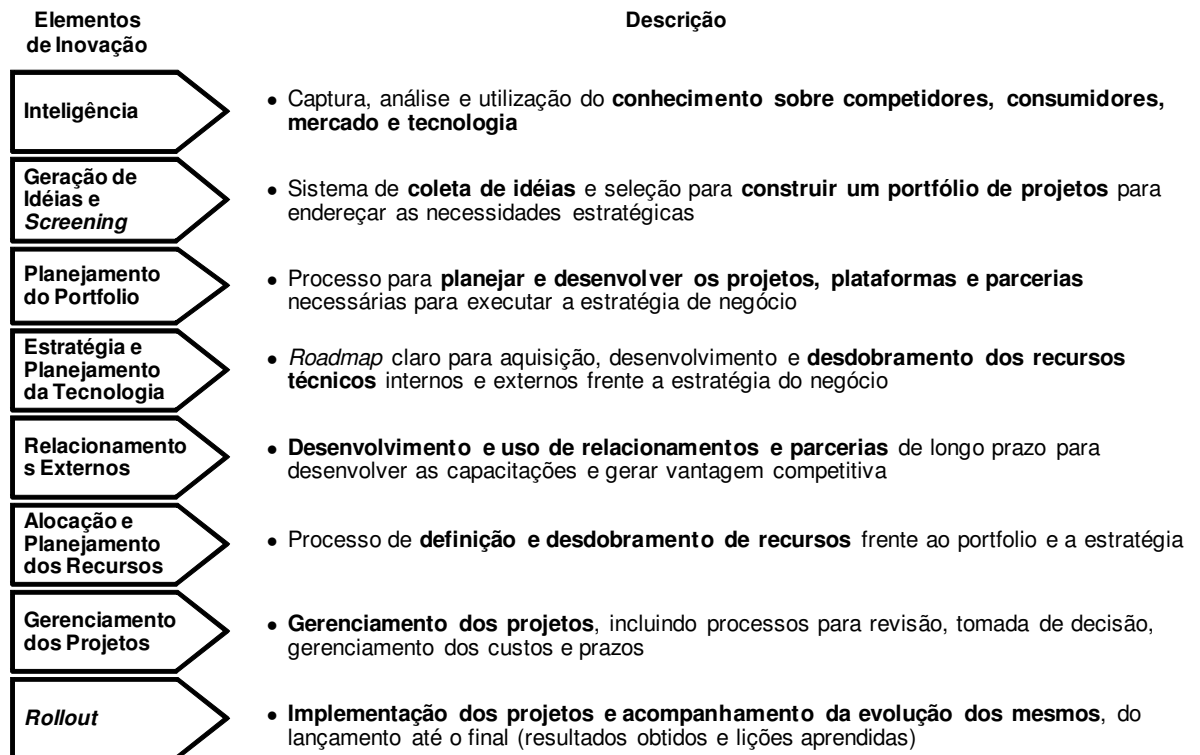 Elementos
de Inovação
Descrição
Inteligência
• Captura, análise e utilização do conhecimento sobre competidores, consumidores,
mercado e tecnologia
Geração de
Idéias e
Screening
• Sistema de coleta de idéias e seleção para construir um portfólio de projetos para
endereçar as necessidades estratégicas
Planejamento
do Portfolio
• Processo para planejar e desenvolver os projetos, plataformas e parcerias
necessárias para executar a estratégia de negócio
Estratégia e
Planejamento
da Tecnologia
• Roadmap claro para aquisição, desenvolvimento e desdobramento dos recursos
técnicos internos e externos frente a estratégia do negócio
Relacionamento
s Externos
• Desenvolvimento e uso de relacionamentos e parcerias de longo prazo para
desenvolver as capacitações e gerar vantagem competitiva
Alocação e
Planejamento
dos Recursos
• Processo de definição e desdobramento de recursos frente ao portfolio e a estratégia
Gerenciamento
dos Projetos
• Gerenciamento dos projetos, incluindo processos para revisão, tomada de decisão,
gerenciamento dos custos e prazos
Rollout
• Implementação dos projetos e acompanhamento da evolução dos mesmos, do
lançamento até o final (resultados obtidos e lições aprendidas)